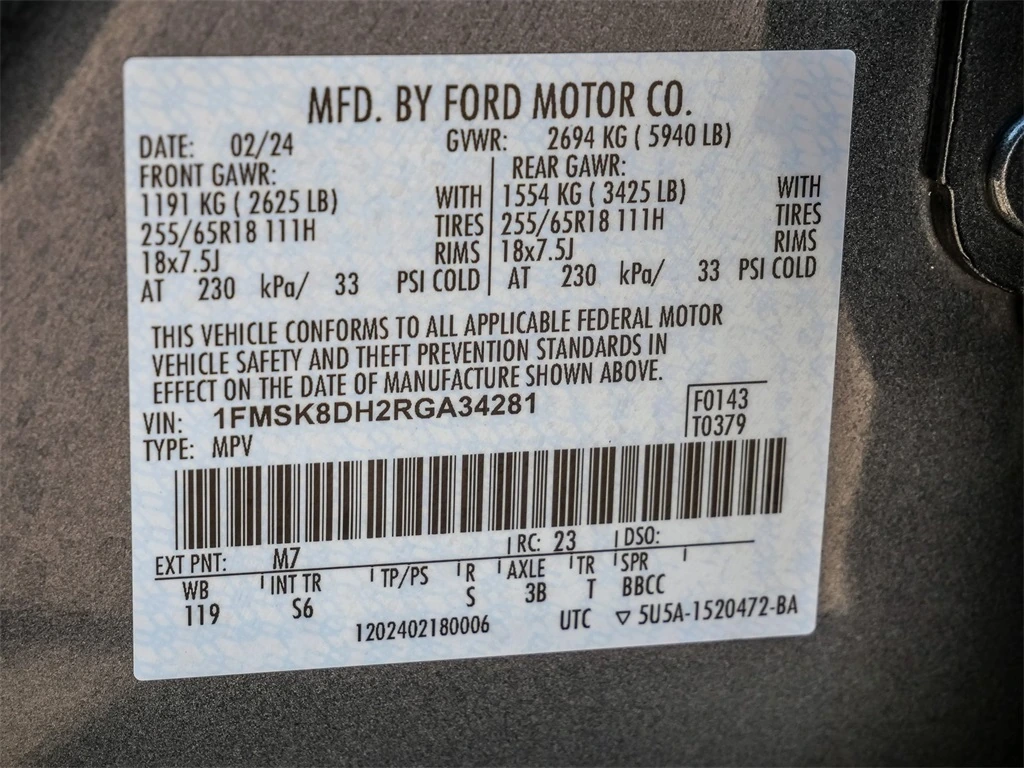 MFD. BY FORD MOTOR CO.
DATE: 02/24 GVWR: 2694 KG ( 5940 LB)
FRONT GAWR: REAR GAWR:
1191 KG ( 2625 LB) WITH 1554 KG ( 3425 LB) WITH
255/65R18 111H TIRES 255/65R18 111H TIRES
18x7.5J RIMS 18x7.5J RIMS
AT 230 kPa/ 33 PSI COLD AT 230 kPa/ 33 PSI COLD
THIS VEHICLE CONFORMS TO ALL APPLICABLE FEDERAL MOTOR
VEHICLE SAFETY AND THEFT PREVENTION STANDARDS IN
EFFECT ON THE DATE OF MANUFACTURE SHOWN ABOVE.
VIN: 1FMSK8DH2RGA34281 F0143
TYPE: MPV T0379
EXT PNT: M7 RC: 23 DSO:
WB INT TR TP/PS R AXLE TR SPR
119 S6 S 3B T BBCC
1202402180006 UTC ▽ 5U5A-1520472-BA